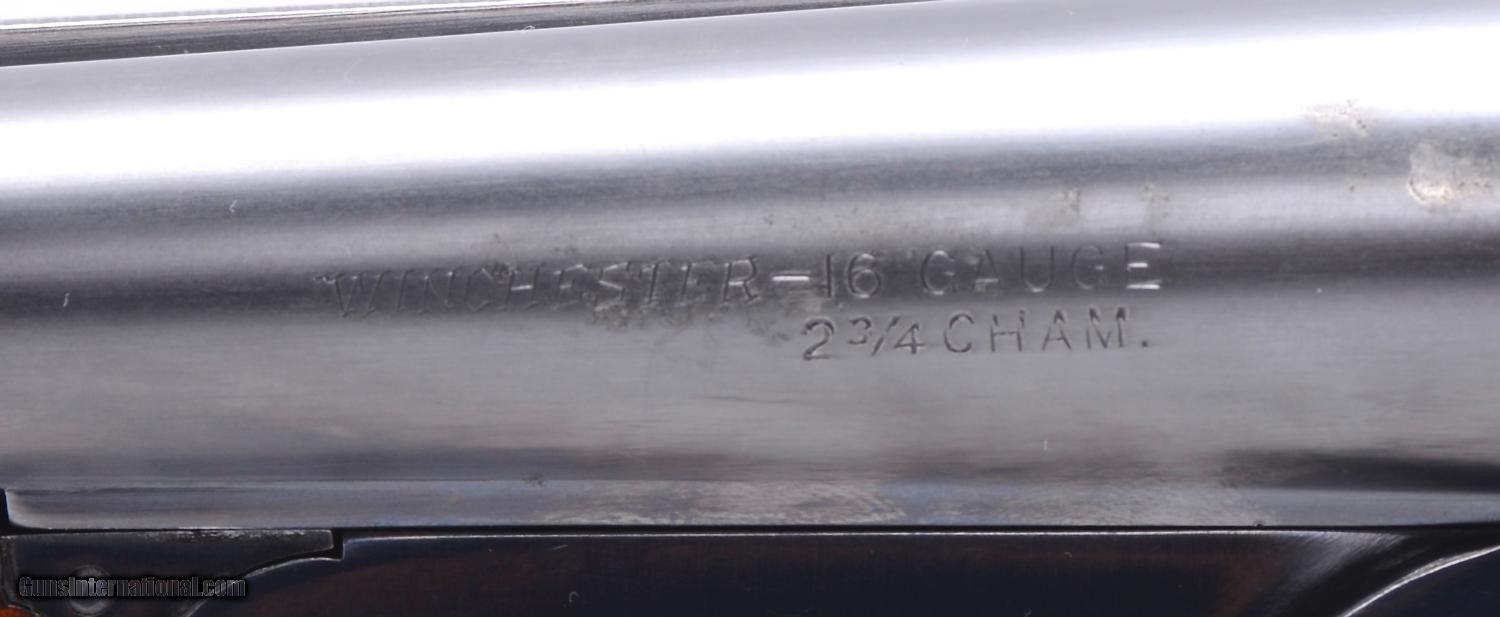 WINCHESTER-16 GAUGE
2 3/4 CHAM.
GunsInternational.com